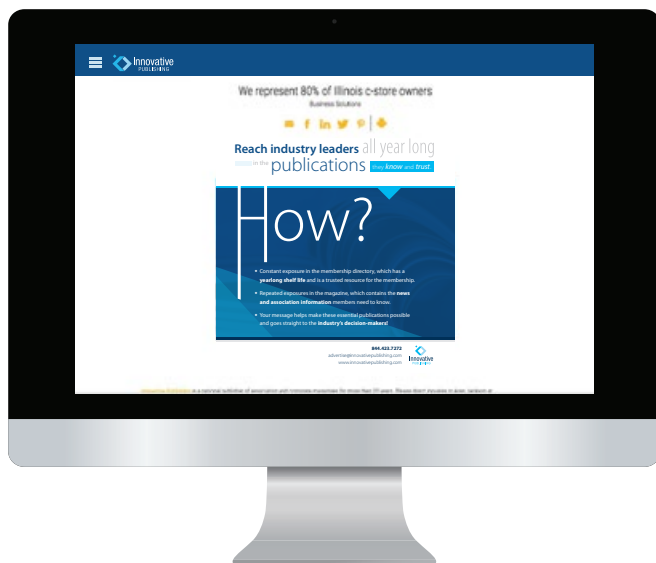 Innovative
PUBLISHING
We represent 80% of Illinois c-store owners
Business Solutions
Reach industry leaders all year long
in the publications they know and trust.
How?
• Constant exposure in the membership directory, which has a
yearlong shelf life and is a trusted resource for the membership.
• Repeated exposures in the magazine, which contains the news
and association information members need to know.
• Your message helps make these essential publications possible
and goes straight to the industry's decision-makers!
844.423.7272
advertise@innovativepublishing.com
www.innovativepublishing.com
Innovative
PUBLISHING